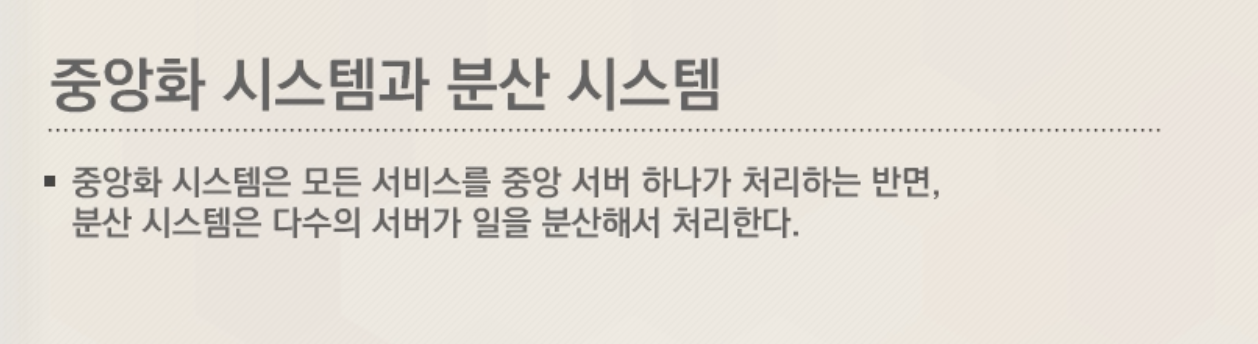 중앙화 시스템과 분산 시스템
▪ 중앙화 시스템은 모든 서비스를 중앙 서버 하나가 처리하는 반면,
분산 시스템은 다수의 서버가 일을 분산해서 처리한다.